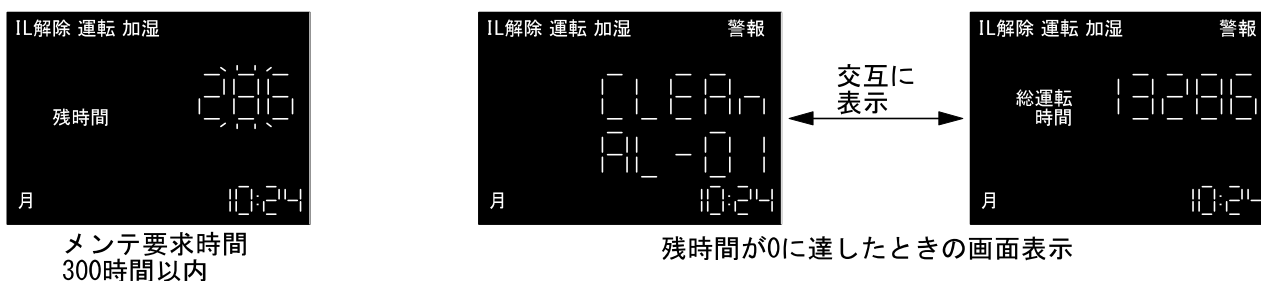 IL解除 運転 加湿
286
残時間
月
10:24
メンテ要求時間
300時間以内
IL解除 運転 加湿 警報
CLEAn
AL-01
月
10:24
交互に
表示
IL解除 運転 加湿 警報
総運転
時間
13286
月
10:24
残時間が0に達したときの画面表示